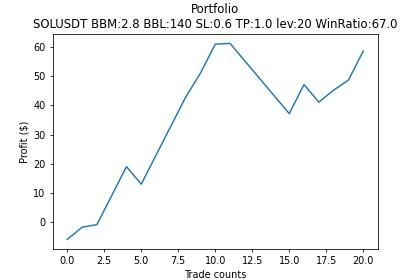 Portfolio
SOLUSDT BBM:2.8 BBL:140 SL:0.6 TP:1.0 lev:20 WinRatio:67.0
60
50
40
30
20
10
0
Profit ($)
0.0 2.5 5.0 7.5 10.0 12.5 15.0 17.5 20.0
Trade counts